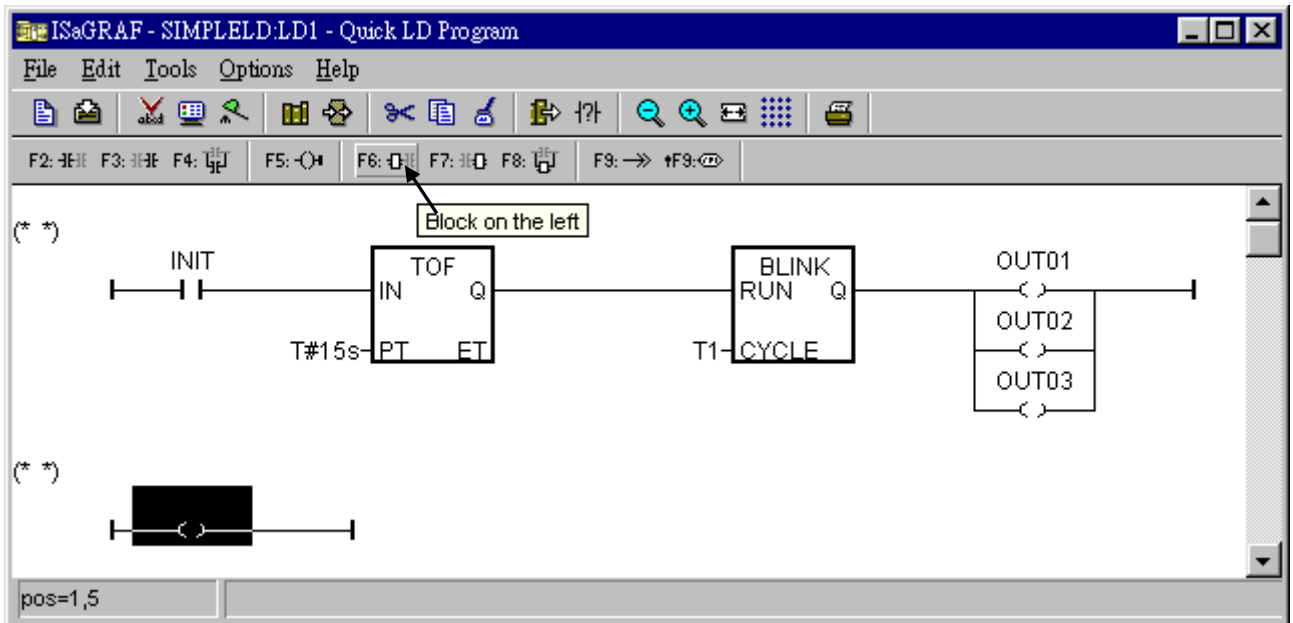 ISaGRAF - SIMPLELD:LD1 - Quick LD Program
File Edit Tools Options Help
abcd
F2: F3: F4: F5: F6: F7: F8: F9: ↑F9:
Block on the left
(* *)
INIT TOF BLINK OUT01
IN Q RUN Q
OUT02
T#15s PT ET T1 CYCLE
OUT03
(* *)
pos=1,5